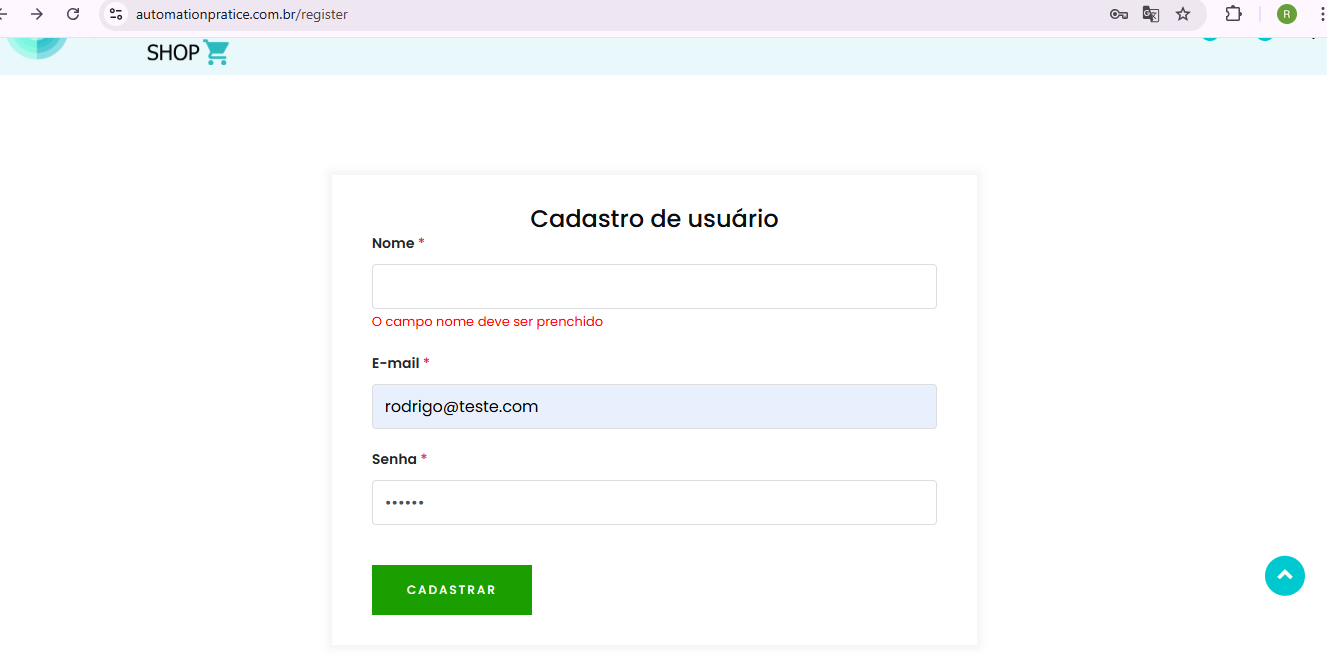 automationpratice.com.br/register
R
SHOP
Cadastro de usuário
Nome *
O campo nome deve ser prenchido
E-mail *
rodrigo@teste.com
Senha *
••••••
CADASTRAR